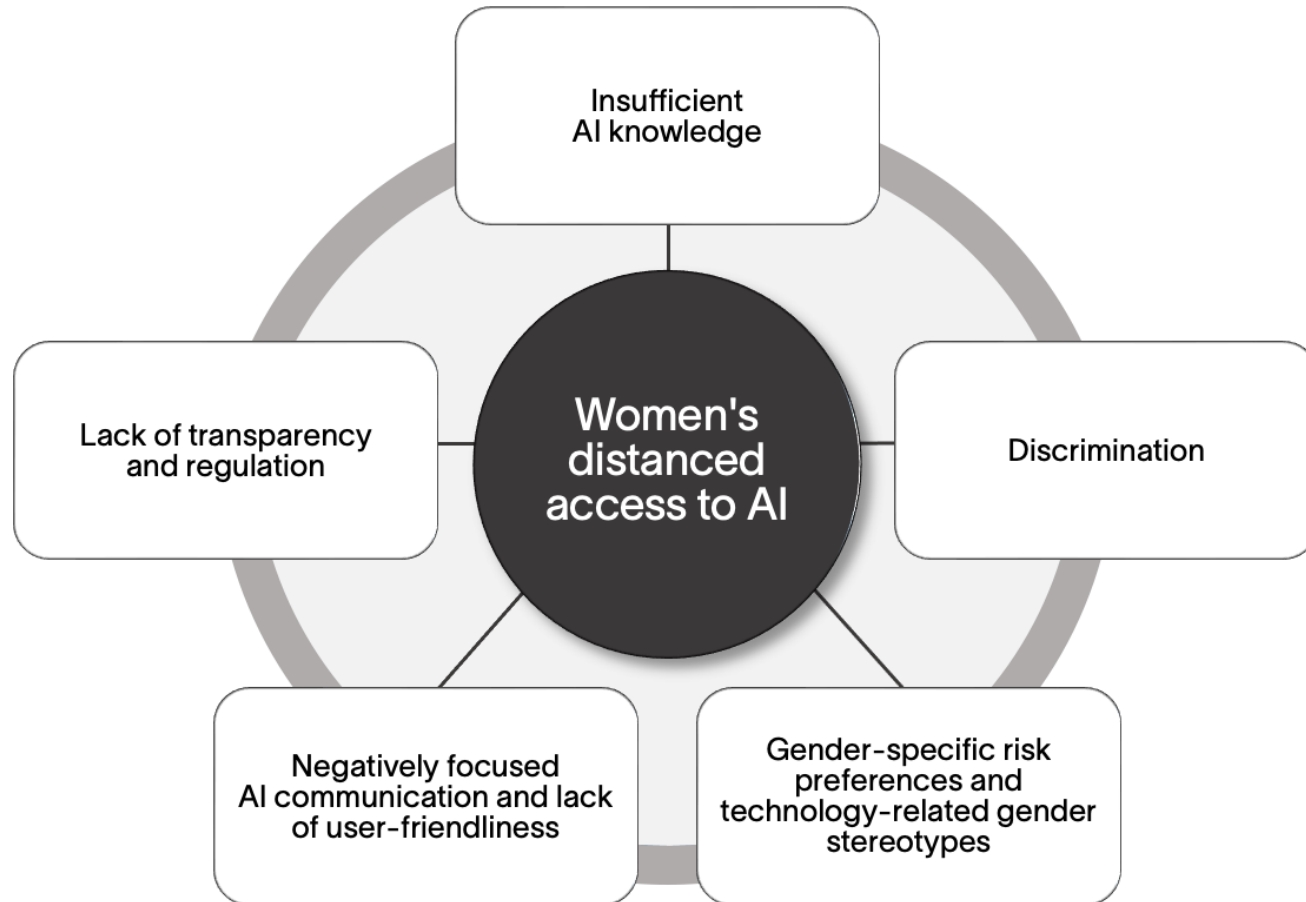 Insufficient
AI knowledge
Lack of transparency
and regulation
Women's
distanced
access to AI
Discrimination
Negatively focused
AI communication and lack
of user-friendliness
Gender-specific risk
preferences and
technology-related gender
stereotypes